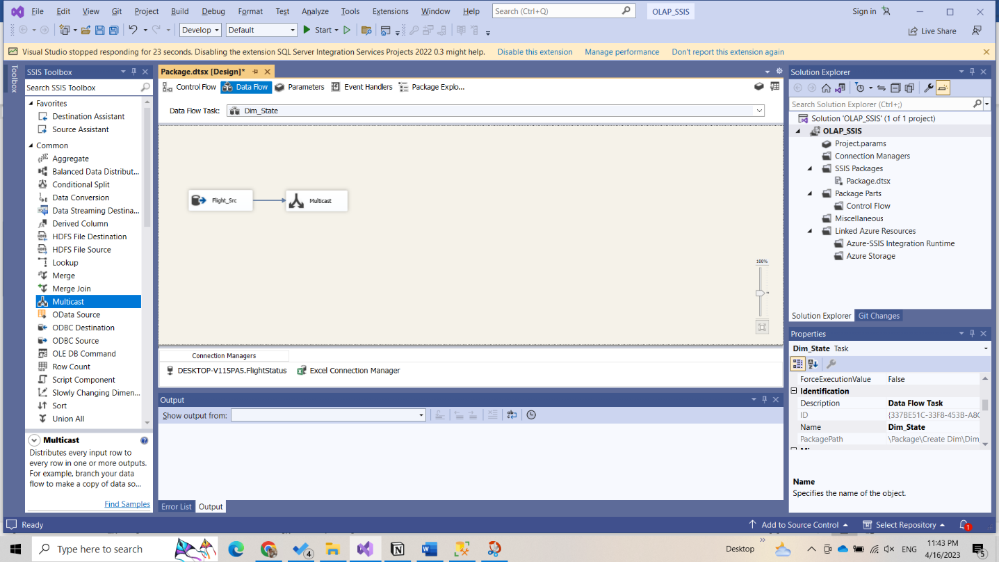 File Edit View Git Project Build Debug Design Format Test Analyze Tools Extensions Window Help Search (Ctrl+Q) OLAP_SSIS Sign in
Develop Default Start Live Share
Visual Studio stopped responding for 23 seconds. Disabling the extension SQL Server Integration Services Projects 2022 0.3 might help. Disable this extension Manage performance Don't report this extension again
Toolbox
SSIS Toolbox
Search SSIS Toolbox
Favorites
Destination Assistant
Source Assistant
Common
Aggregate
Balanced Data Distribut...
Conditional Split
Data Conversion
Data Streaming Destina...
Derived Column
HDFS File Destination
HDFS File Source
Lookup
Merge
Merge Join
Multicast
OData Source
ODBC Destination
ODBC Source
OLE DB Command
Row Count
Script Component
Slowly Changing Dimen...
Sort
Union All
Multicast
Distributes every input row to
every row in one or more outputs.
For example, branch your data
flow to make a copy of data so...
Find Samples
Package.dtsx [Design]*
Control Flow Data Flow Parameters Event Handlers Package Explo...
Data Flow Task: Dim_State
Flight_Src Multicast
100%
Connection Managers
DESKTOP-V115PA5.FlightStatus Excel Connection Manager
Output
Show output from:
Error List Output
Solution Explorer
Search Solution Explorer (Ctrl+;)
Solution 'OLAP_SSIS' (1 of 1 project)
OLAP_SSIS
Project.params
Connection Managers
SSIS Packages
Package.dtsx
Package Parts
Control Flow
Miscellaneous
Linked Azure Resources
Azure-SSIS Integration Runtime
Azure Storage
Solution Explorer Git Changes
Properties
Dim_State Task
ForceExecutionValue False
Identification
Description Data Flow Task
ID {337BE51C-33F8-453B-A8C
Name Dim_State
PackagePath \Package\Create Dim\Dim
Name
Specifies the name of the object.
Ready Add to Source Control Select Repository 1
Type here to search 4 Desktop ENG 11:43 PM
4/16/2023 5